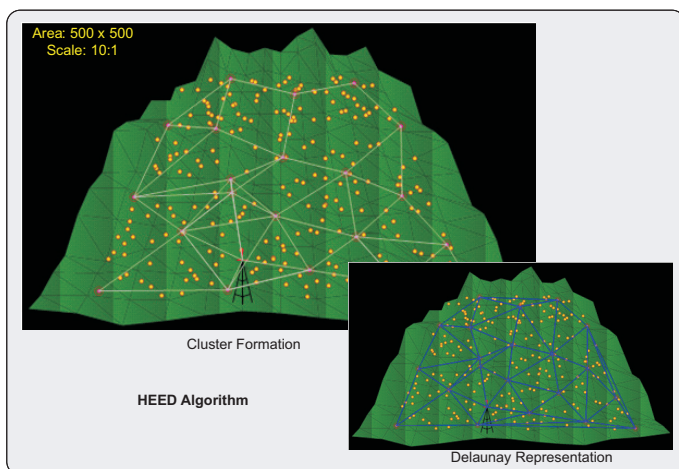 Area: 500 x 500
Scale: 10:1
Cluster Formation
HEED Algorithm
Delaunay Representation